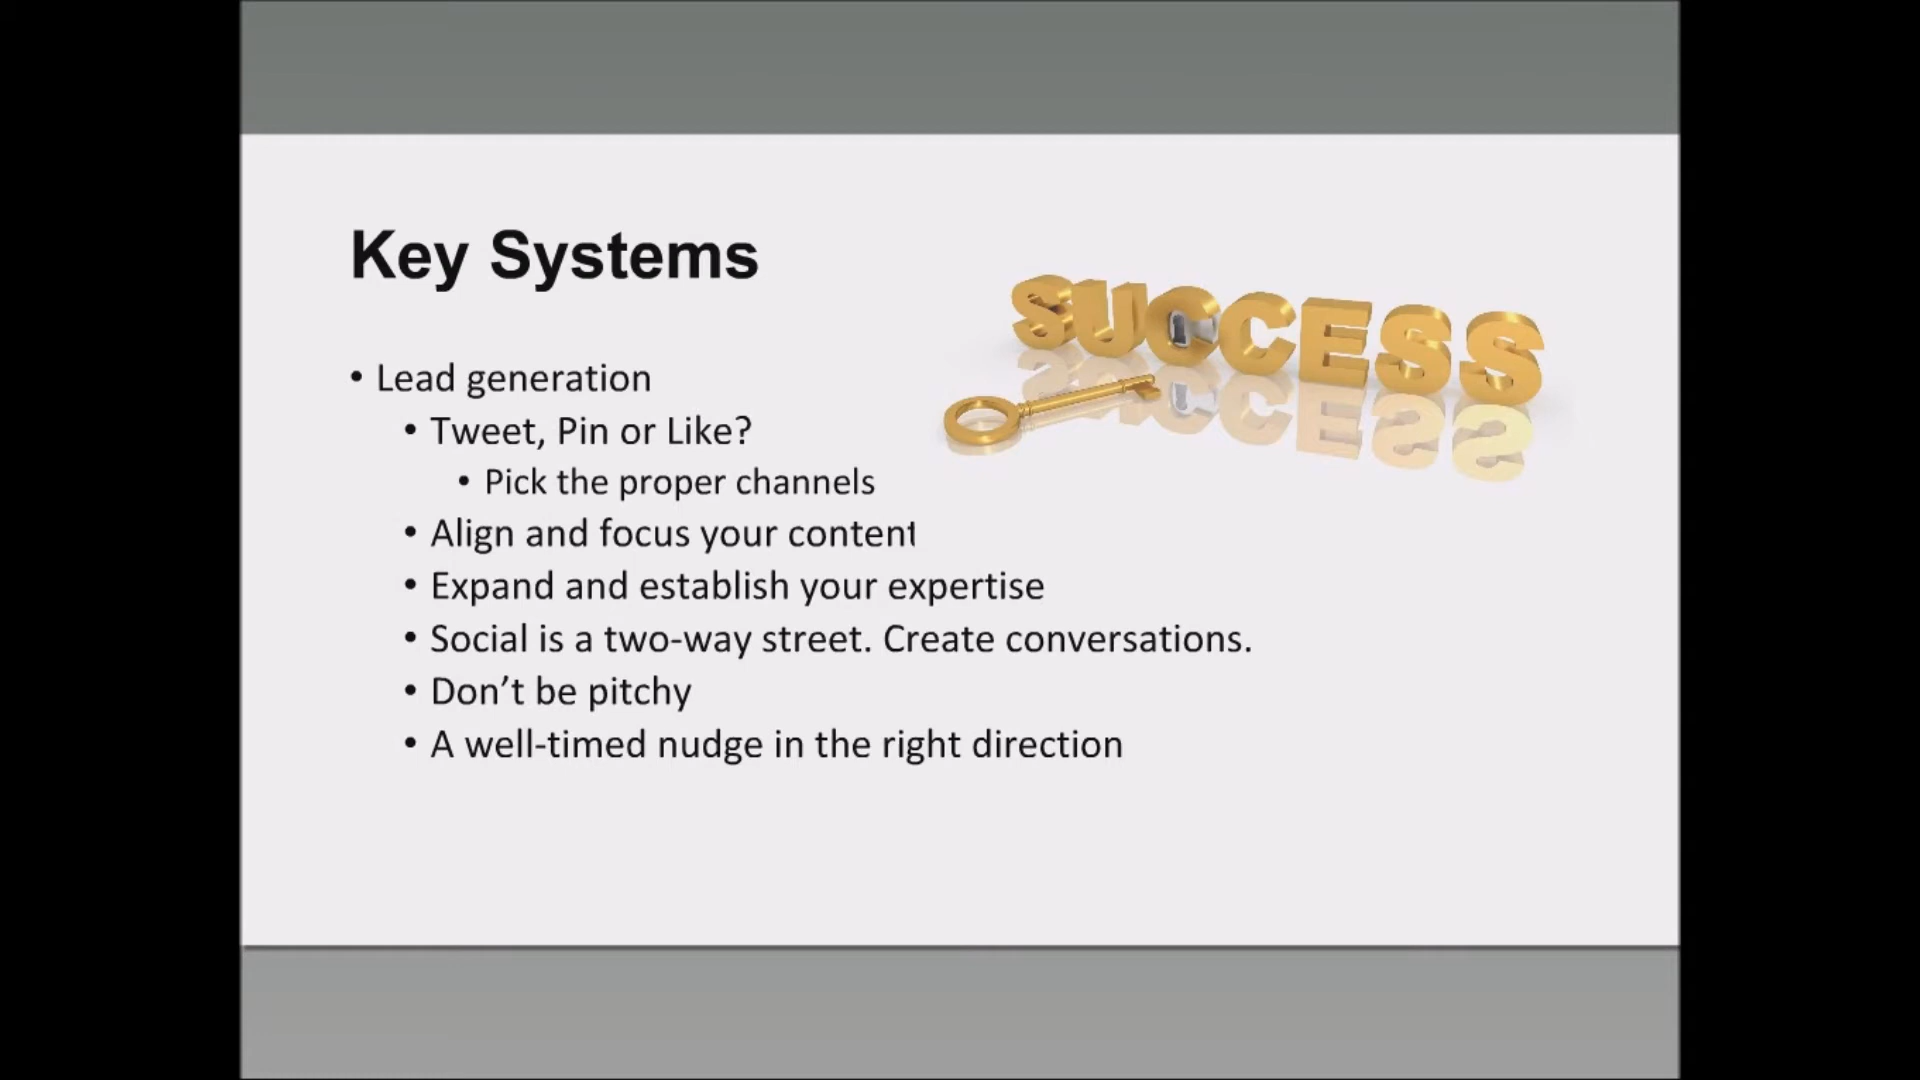 Key Systems
SUCCESS
• Lead generation
• Tweet, Pin or Like?
• Pick the proper channels
• Align and focus your content
• Expand and establish your expertise
• Social is a two-way street. Create conversations.
• Don’t be pitchy
• A well-timed nudge in the right direction